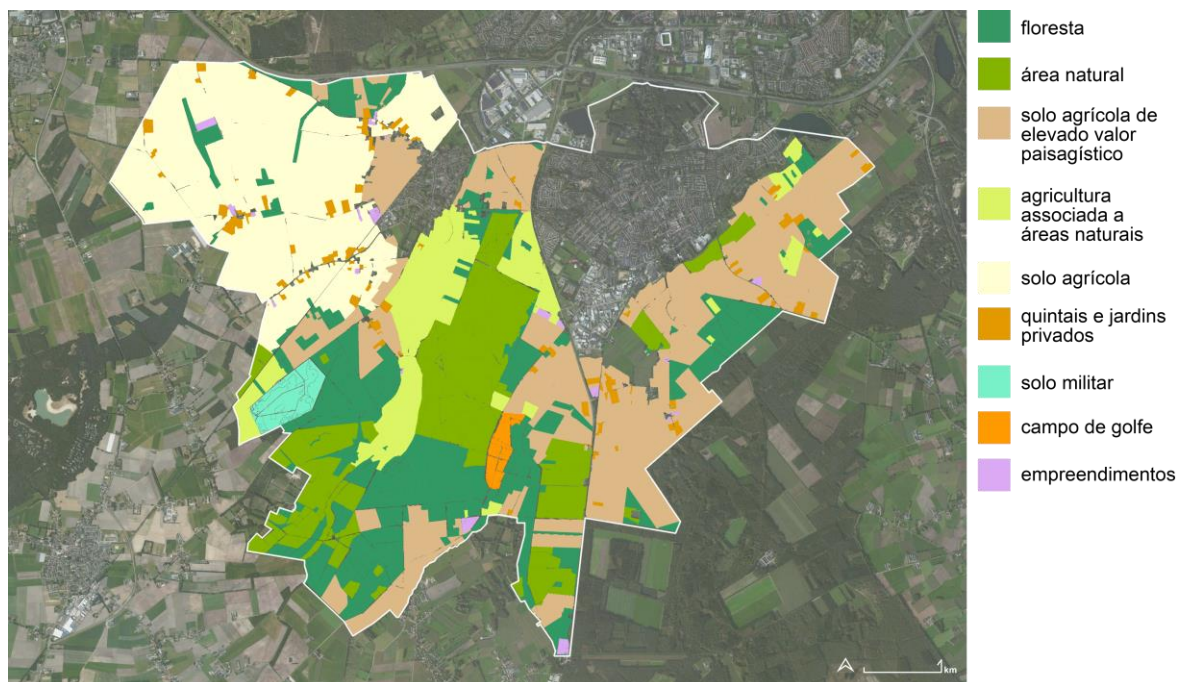 floresta
área natural
solo agrícola de
elevado valor
paisagístico
agricultura
associada a
áreas naturais
solo agrícola
quintais e jardins
privados
solo militar
campo de golfe
empreendimentos
1
km